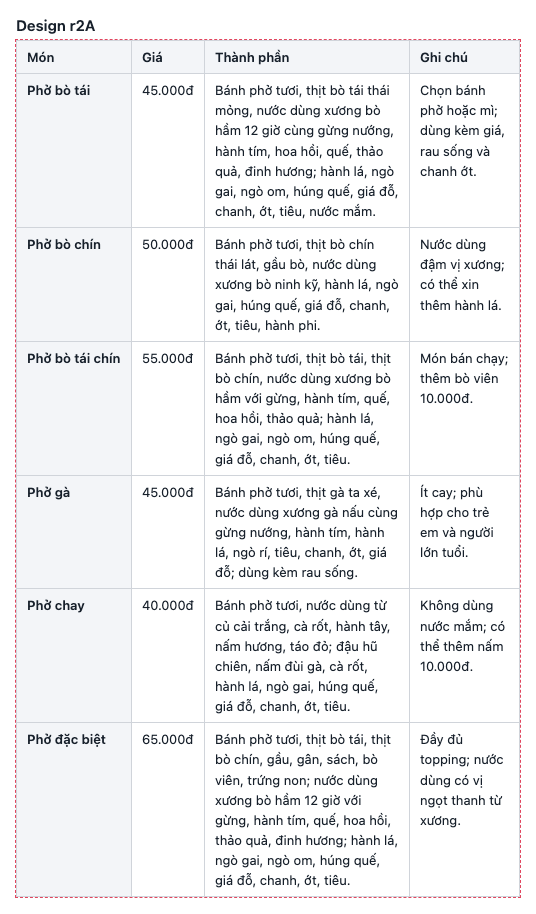 Design r2A
Món Giá Thành phần Ghi chú
Phở bò tái 45.000đ Bánh phở tươi, thịt bò tái thái Chọn bánh
mỏng, nước dùng xương bò phở hoặc mì;
hầm 12 giờ cùng gừng nướng, dùng kèm giá,
hành tím, hoa hồi, quế, thảo rau sống và
quả, đinh hương; hành lá, ngò chanh ớt.
gai, ngò om, húng quế, giá đỗ,
chanh, ớt, tiêu, nước mắm.
Phở bò chín 50.000đ Bánh phở tươi, thịt bò chín Nước dùng
thái lát, gầu bò, nước dùng đậm vị xương;
xương bò ninh kỹ, hành lá, ngò có thể xin
gai, húng quế, giá đỗ, chanh, thêm hành lá.
ớt, tiêu, hành phi.
Phở bò tái chín 55.000đ Bánh phở tươi, thịt bò tái, thịt Món bán chạy;
bò chín, nước dùng xương bò thêm bò viên
hầm với gừng, hành tím, quế, 10.000đ.
hoa hồi, thảo quả; hành lá,
ngò gai, ngò om, húng quế,
giá đỗ, chanh, ớt, tiêu.
Phở gà 45.000đ Bánh phở tươi, thịt gà ta xé, Ít cay; phù
nước dùng xương gà nấu cùng hợp cho trẻ
gừng nướng, hành tím, hành em và người
lá, ngò rí, tiêu, chanh, ớt, giá lớn tuổi.
đỗ; dùng kèm rau sống.
Phở chay 40.000đ Bánh phở tươi, nước dùng từ Không dùng
củ cải trắng, cà rốt, hành tây, nước mắm; có
nấm hương, táo đỏ; đậu hũ thể thêm nấm
chiên, nấm đùi gà, cà rốt, 10.000đ.
hành lá, ngò gai, húng quế,
giá đỗ, chanh, ớt, tiêu.
Phở đặc biệt 65.000đ Bánh phở tươi, thịt bò tái, thịt Đầy đủ
bò chín, gầu, gân, sách, bò topping; nước
viên, trứng non; nước dùng dùng có vị
xương bò hầm 12 giờ với ngọt thanh từ
gừng, hành tím, quế, hoa hồi, xương.
thảo quả, đinh hương; hành lá,
ngò gai, ngò om, húng quế,
giá đỗ, chanh, ớt, tiêu.